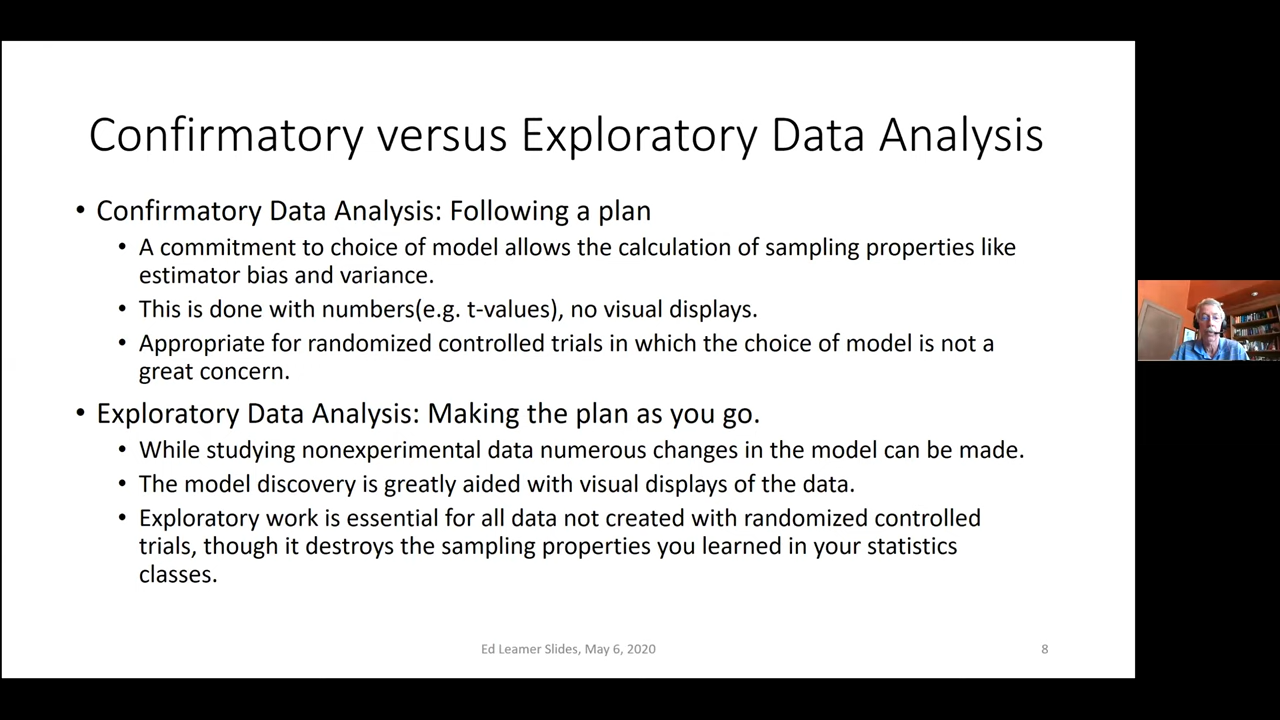 Confirmatory versus Exploratory Data Analysis
• Confirmatory Data Analysis: Following a plan
• A commitment to choice of model allows the calculation of sampling properties like
estimator bias and variance.
• This is done with numbers(e.g. t-values), no visual displays.
• Appropriate for randomized controlled trials in which the choice of model is not a
great concern.
• Exploratory Data Analysis: Making the plan as you go.
• While studying nonexperimental data numerous changes in the model can be made.
• The model discovery is greatly aided with visual displays of the data.
• Exploratory work is essential for all data not created with randomized controlled
trials, though it destroys the sampling properties you learned in your statistics
classes.
Ed Leamer Slides, May 6, 2020
8